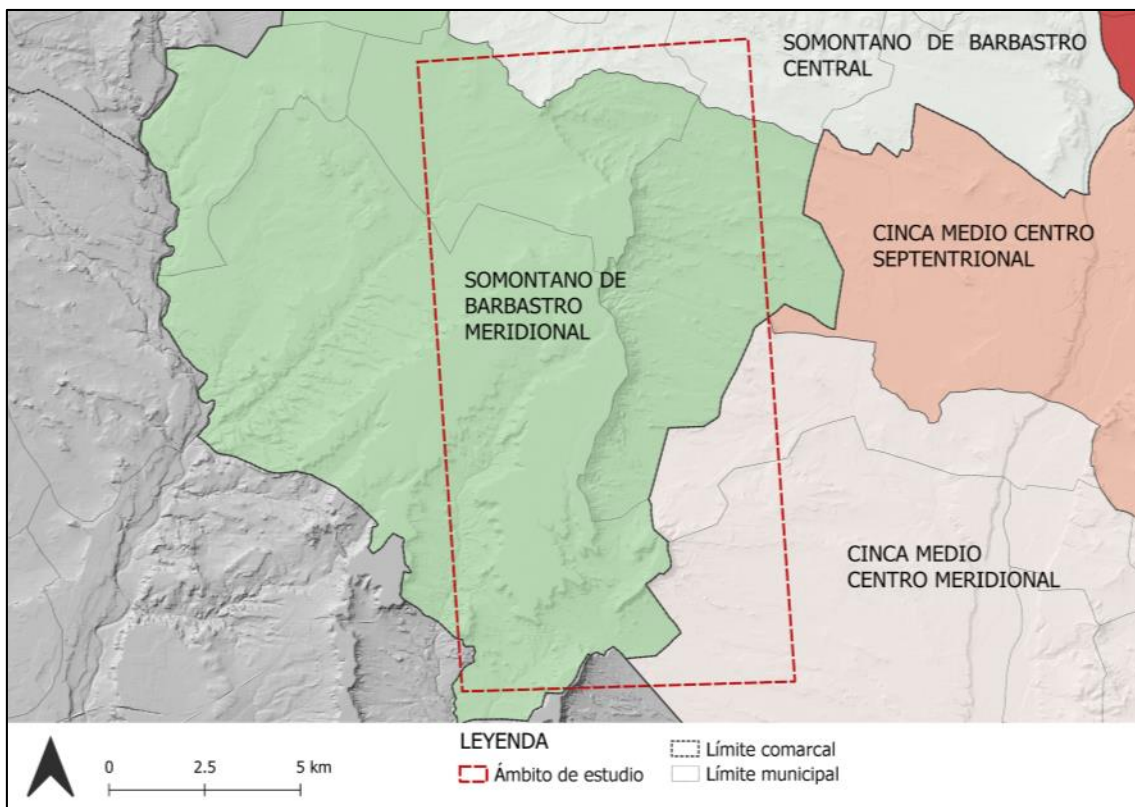 SOMONTANO DE BARBASTRO
CENTRAL
CINCA MEDIO CENTRO
SEPTENTRIONAL
SOMONTANO DE
BARBASTRO
MERIDIONAL
CINCA MEDIO
CENTRO MERIDIONAL
LEYENDA
Ámbito de estudio
Límite comarcal
Límite municipal
0 2.5 5 km